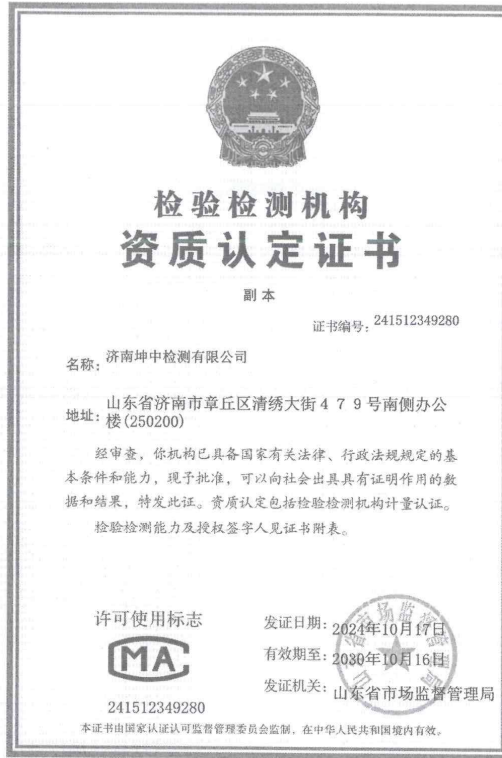 检验检测机构
资质认定证书
副本
证书编号：241512349280
名称：济南坤中检测有限公司
地址：山东省济南市章丘区清绣大街４７９号南侧办公
楼(250200)
经审查，你机构已具备国家有关法律、行政法规规定的基
本条件和能力，现予批准，可以向社会出具具有证明作用的数
据和结果，特发此证。资质认定包括检验检测机构计量认证。
检验检测能力及授权签字人见证书附表。
许可使用标志
MA
241512349280
发证日期：2024年10月17日
有效期至：2030年10月16日
发证机关：山东省市场监督管理局
山东省市场监督管理局
本证书由国家认证认可监督管理委员会监制，在中华人民共和国境内有效。